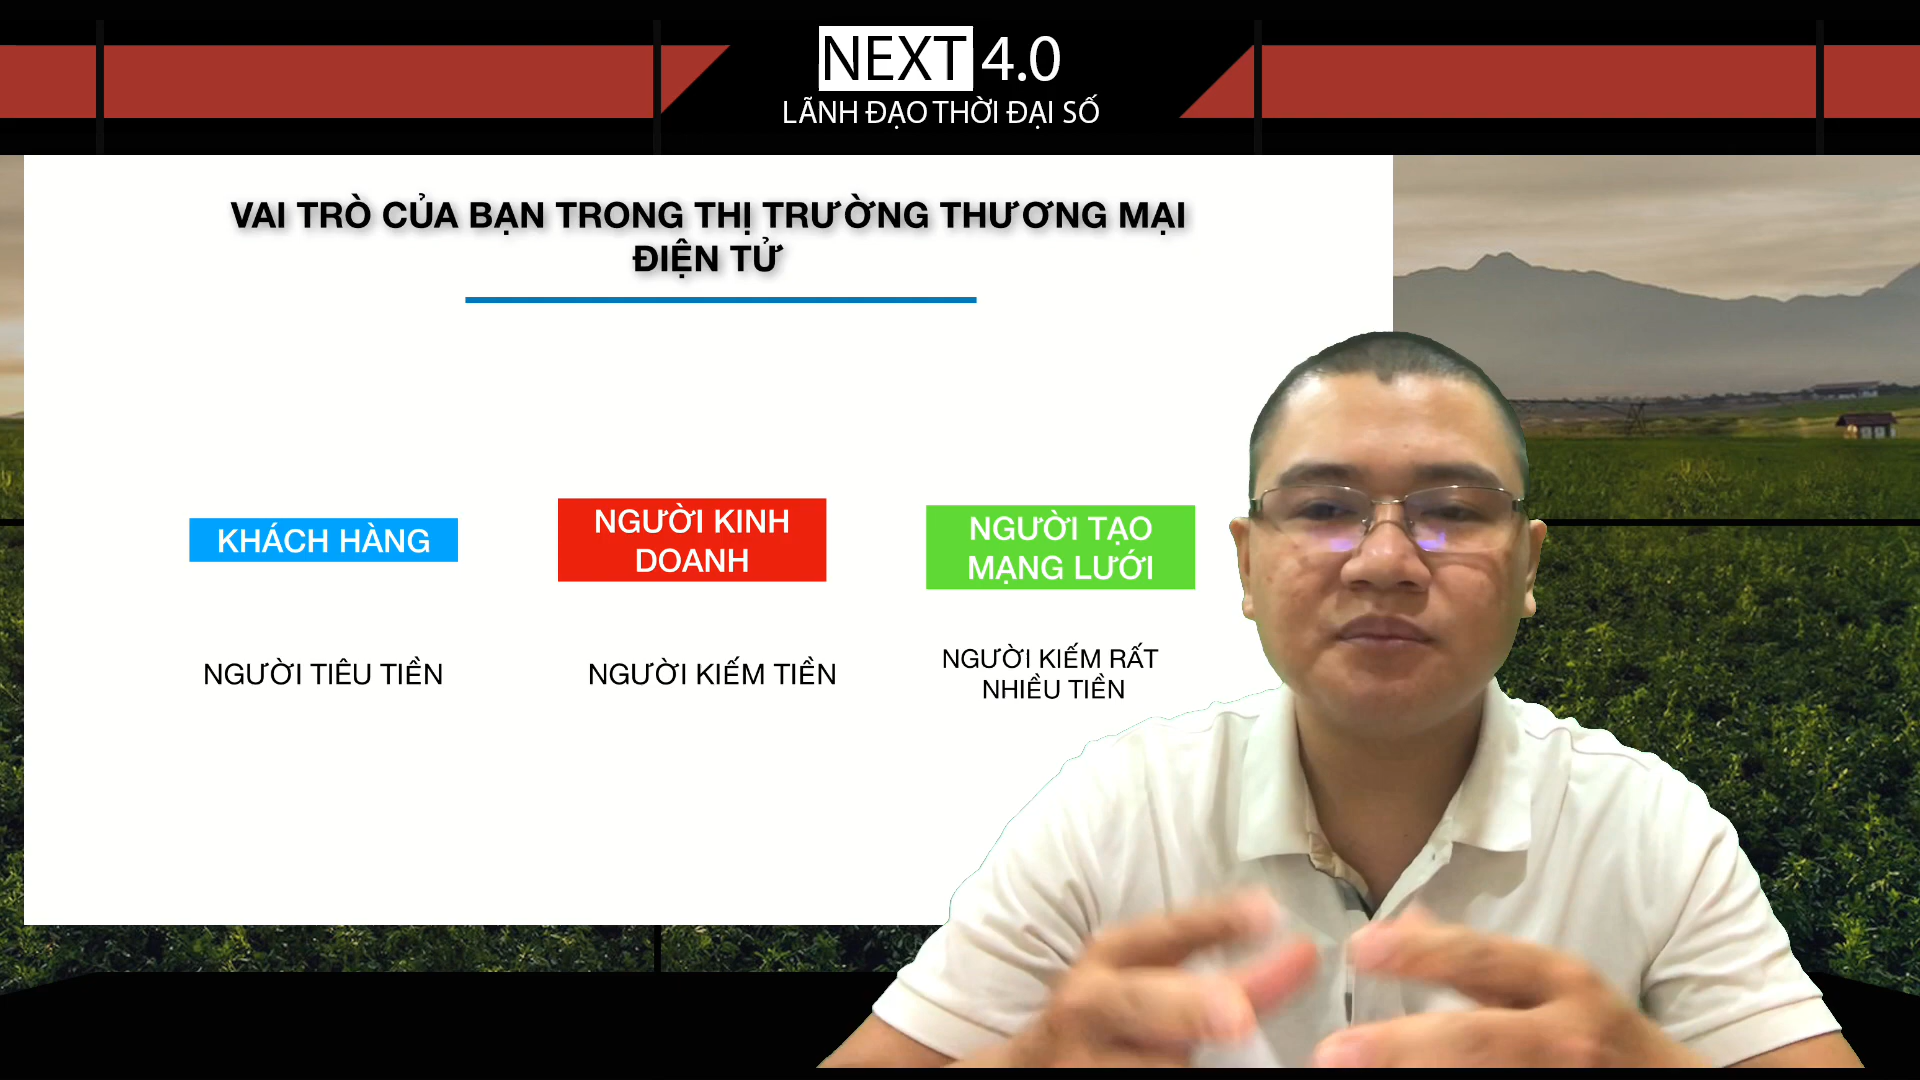 NEXT 4.0
LÃNH ĐẠO THỜI ĐẠI SỐ
VAI TRÒ CỦA BẠN TRONG THỊ TRƯỜNG THƯƠNG MẠI
ĐIỆN TỬ
KHÁCH HÀNG
NGƯỜI KINH
DOANH
NGƯỜI TẠO
MẠNG LƯỚI
NGƯỜI TIÊU TIỀN
NGƯỜI KIẾM TIỀN
NGƯỜI KIẾM RẤT
NHIỀU TIỀN